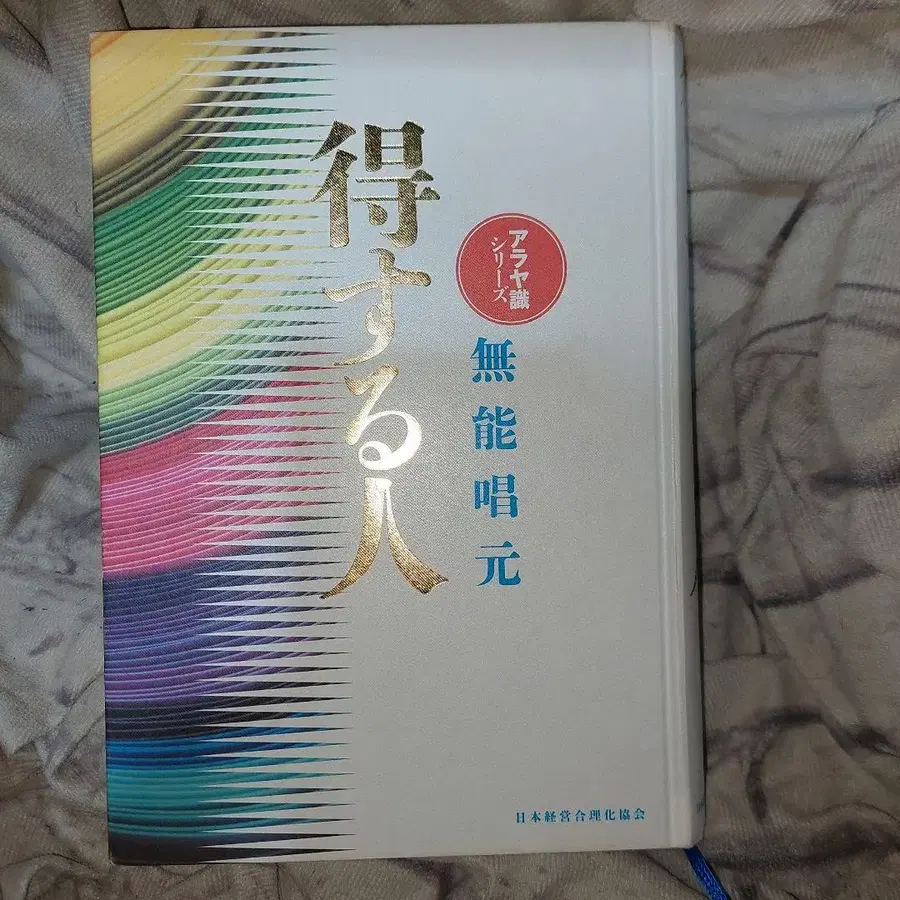 得する人
アラヤ識
シリーズ
無能唱元
日本経営合理化協会